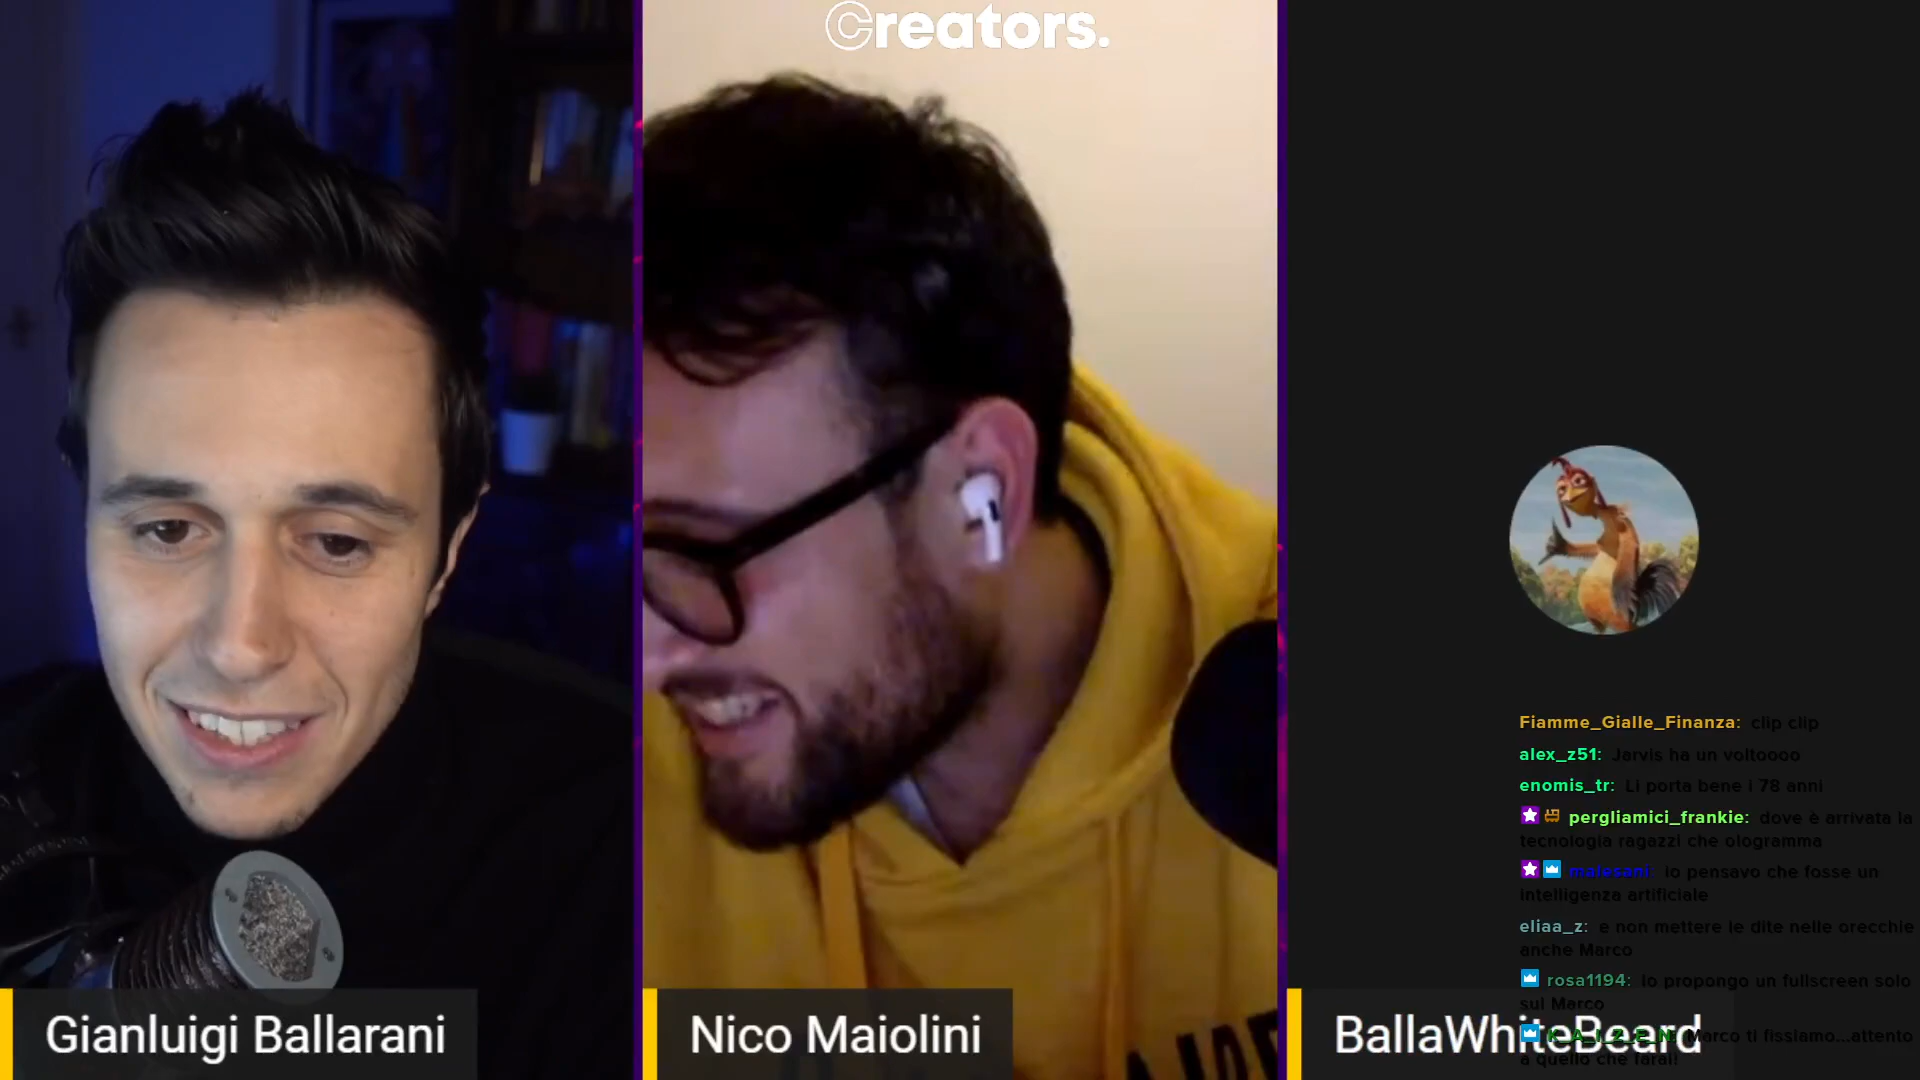 Creators.
Fiamme_Gialle_Finanza: clip clip
alex_z51: Jarvis ha un voltoooo
enomis_tr: Li porta bene i 78 anni
pergliamici_frankie: dove è arrivata la
tecnologia ragazzi che ologramma
malesani: io pensavo che fosse un
intelligenza artificiale
eliaa_z: e non mettere le dite nelle orecchie
anche Marco
rosa1194: Io propongo un fullscreen solo
sul Marco
K_A_I_Z_E_N: Marco ti fissiamo...attento
a quello che farai!
Gianluigi Ballarani
Nico Maiolini
BallaWhiteBeard